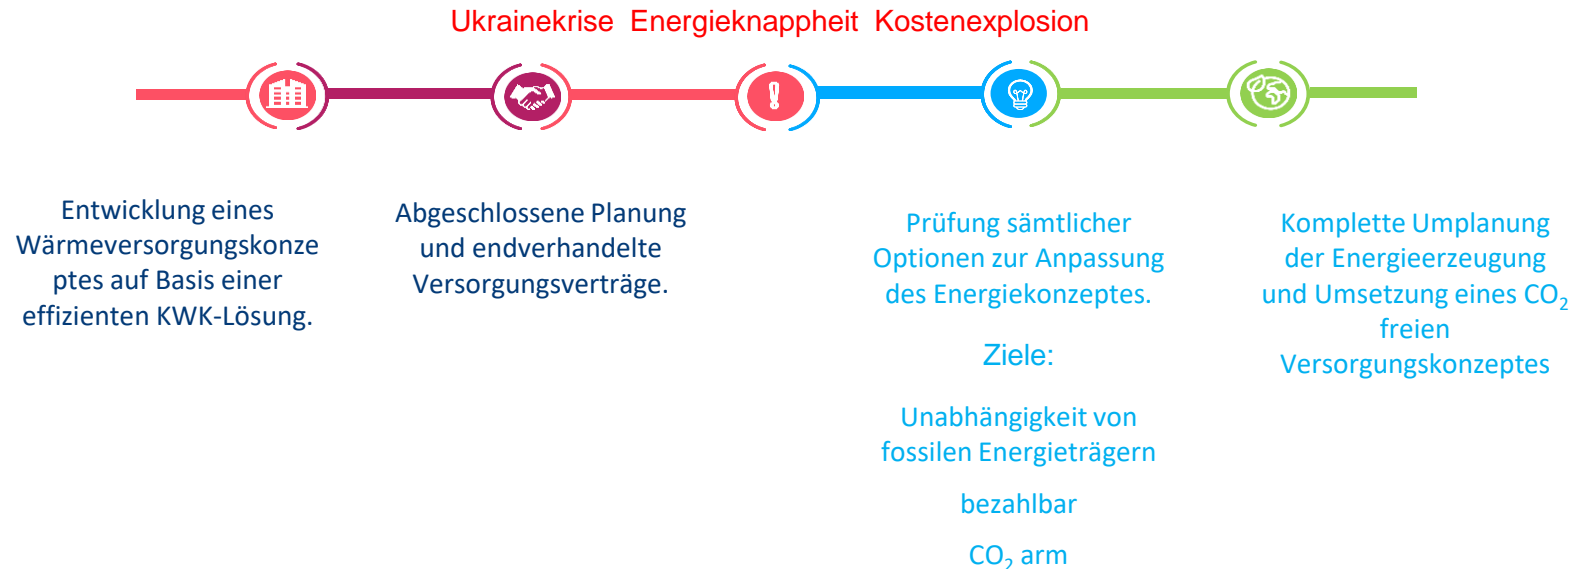 Ukrainekrise Energieknappheit Kostenexplosion
Entwicklung eines
Wärmeversorgungskonze
ptes auf Basis einer
effizienten KWK-Lösung.
Abgeschlossene Planung
und endverhandelte
Versorgungsverträge.
Prüfung sämtlicher
Optionen zur Anpassung
des Energiekonzeptes.
Ziele:
Unabhängigkeit von
fossilen Energieträgern
bezahlbar
CO₂ arm
Komplette Umplanung
der Energieerzeugung
und Umsetzung eines CO₂
freien
Versorgungskonzeptes